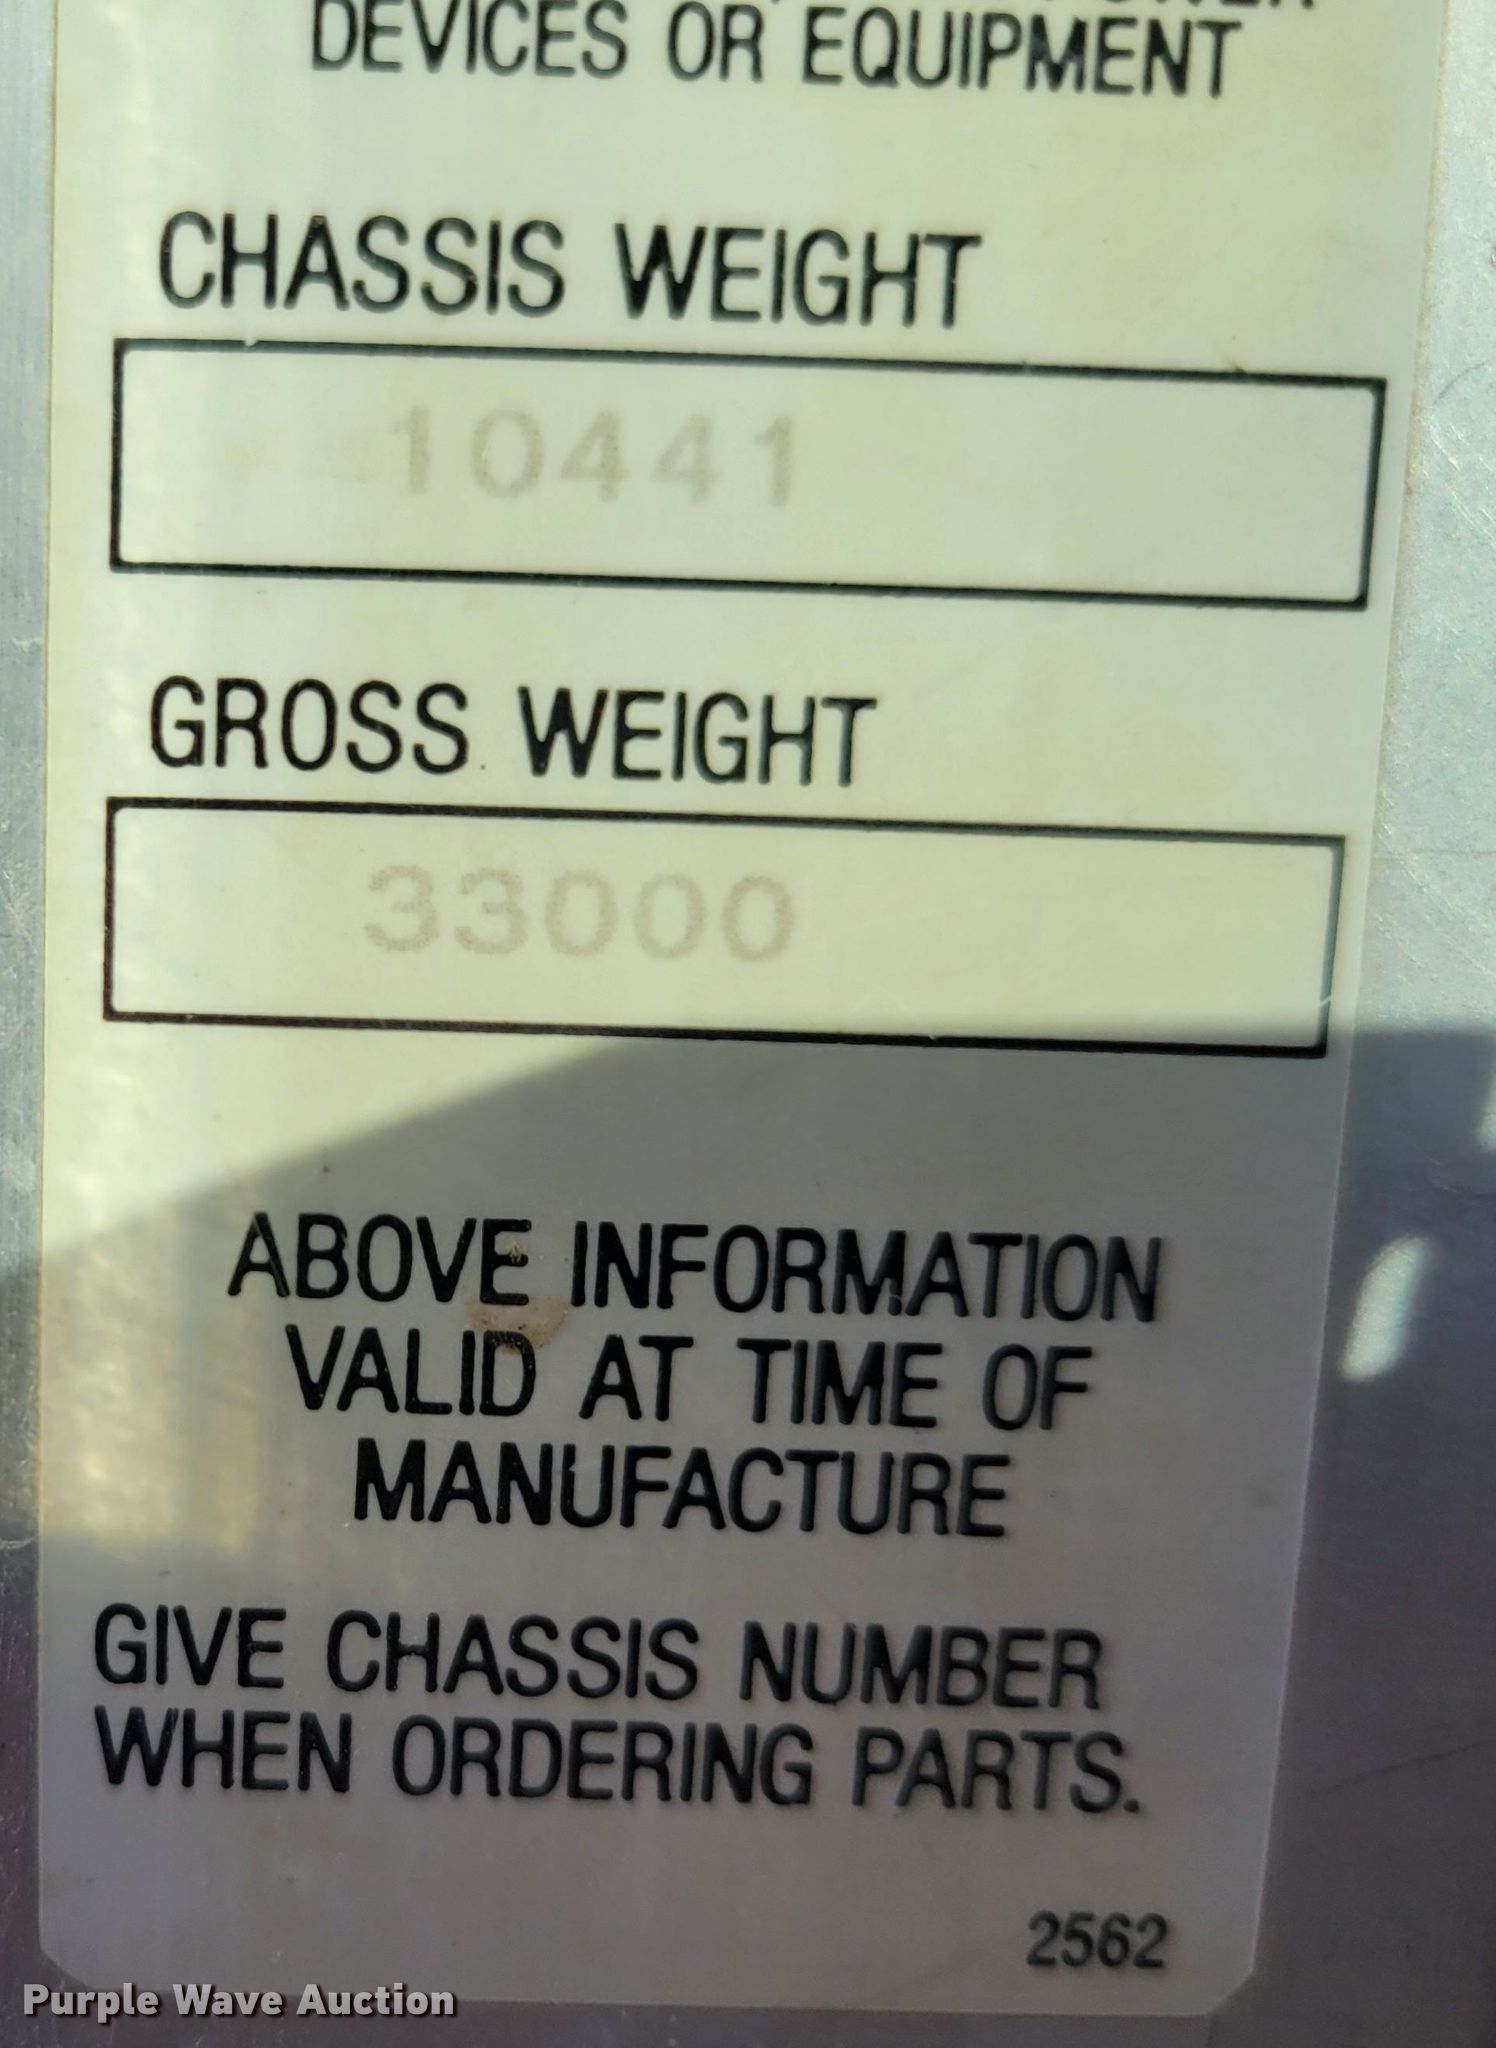 DEVICES OR EQUIPMENT
CHASSIS WEIGHT
10441
GROSS WEIGHT
33000
ABOVE INFORMATION
VALID AT TIME OF
MANUFACTURE
GIVE CHASSIS NUMBER
WHEN ORDERING PARTS.
2562
Purple Wave Auction